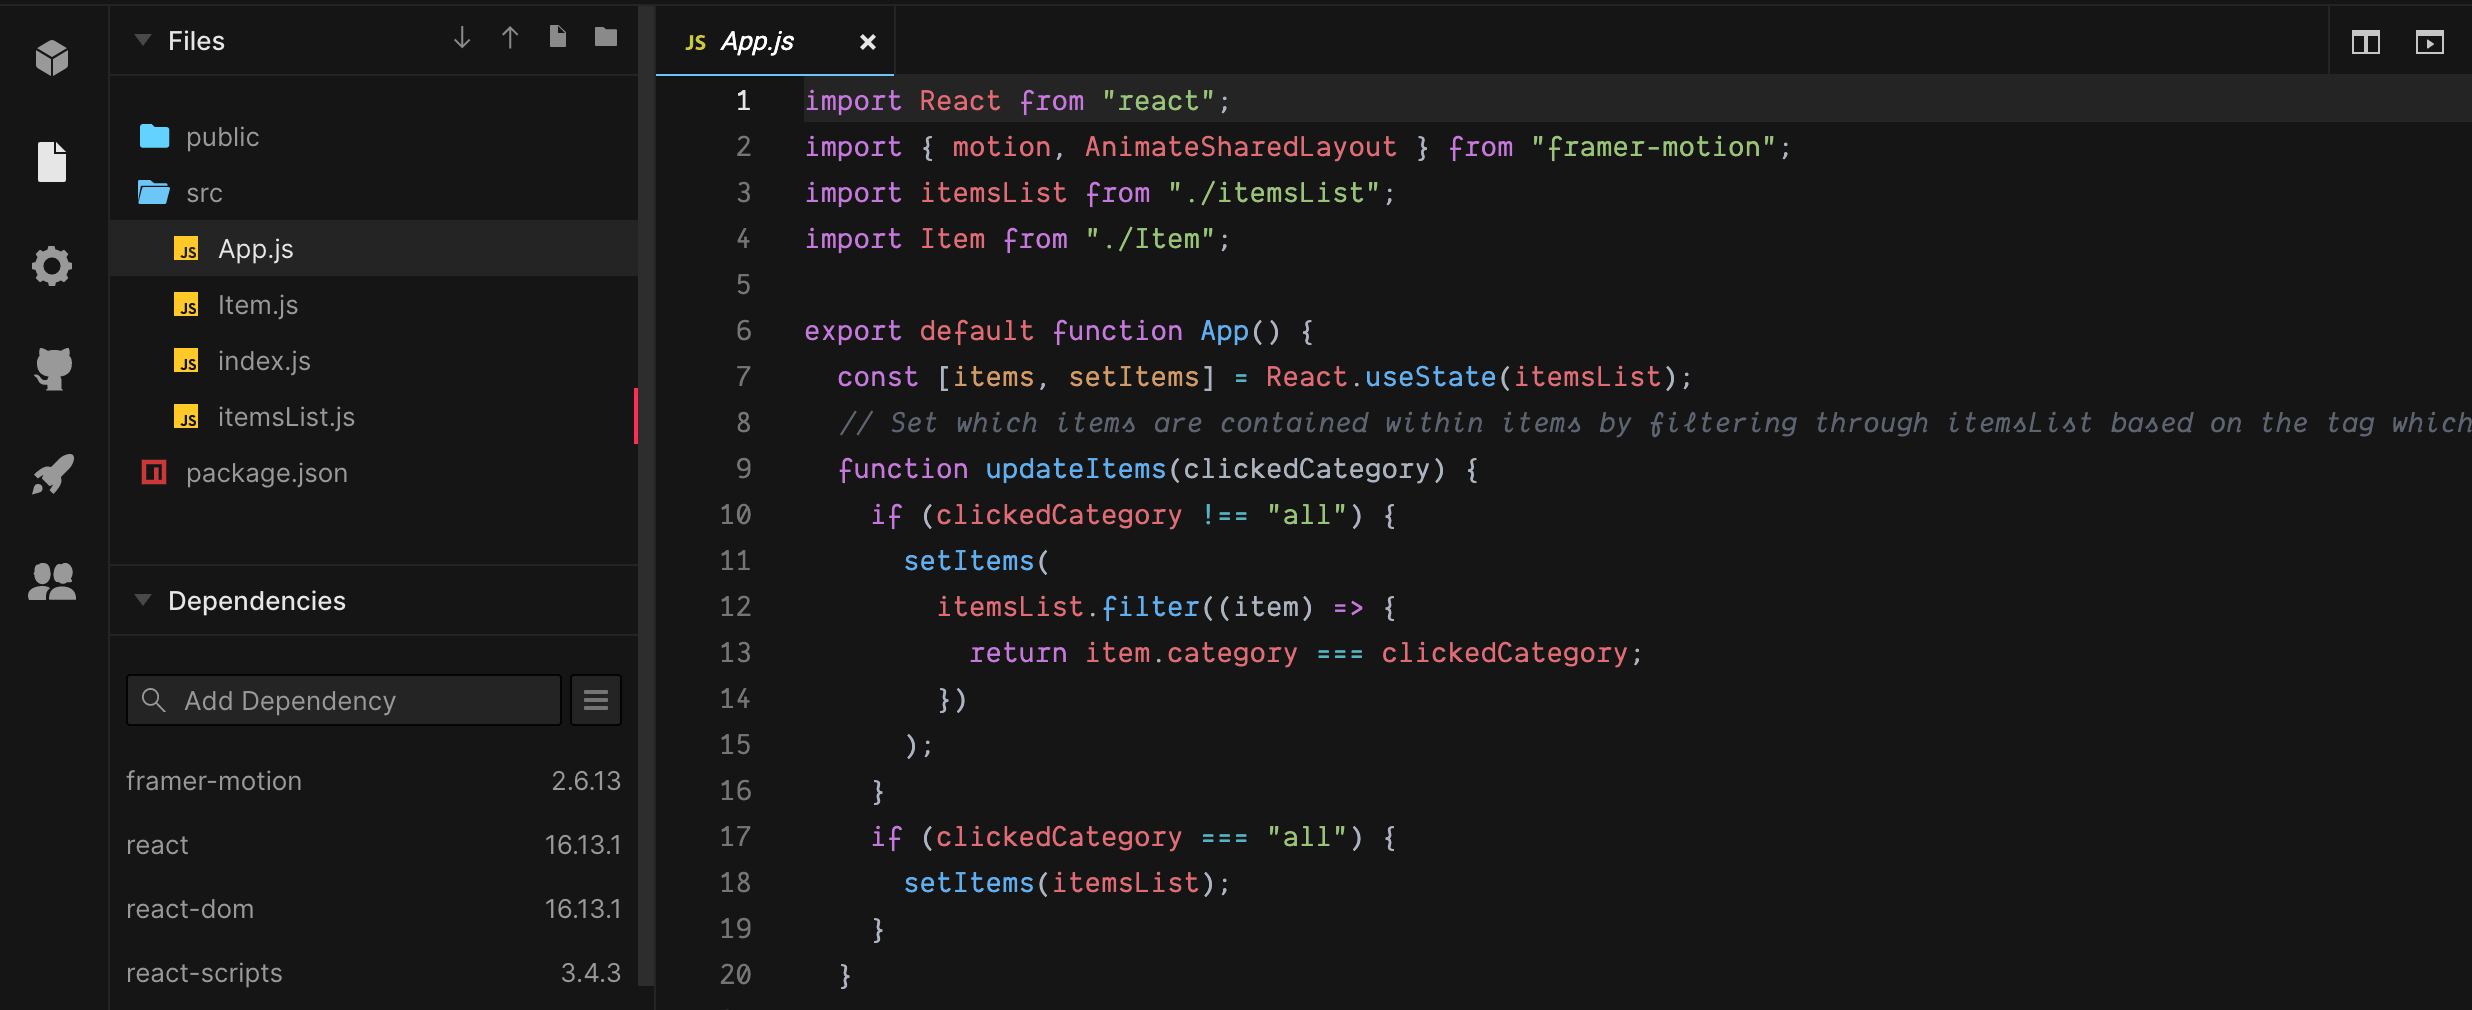 Files
public
src
JS App.js
JS Item.js
JS index.js
JS itemsList.js
package.json
Dependencies
Add Dependency
framer-motion 2.6.13
react 16.13.1
react-dom 16.13.1
react-scripts 3.4.3
JS App.js
1 import React from "react";
2 import { motion, AnimateSharedLayout } from "framer-motion";
3 import itemsList from "./itemsList";
4 import Item from "./Item";
5
6 export default function App() {
7 const [items, setItems] = React.useState(itemsList);
8 // Set which items are contained within items by filtering through itemsList based on the tag which
9 function updateItems(clickedCategory) {
10 if (clickedCategory !== "all") {
11 setItems(
12 itemsList.filter((item) => {
13 return item.category === clickedCategory;
14 })
15 );
16 }
17 if (clickedCategory === "all") {
18 setItems(itemsList);
19 }
20 }